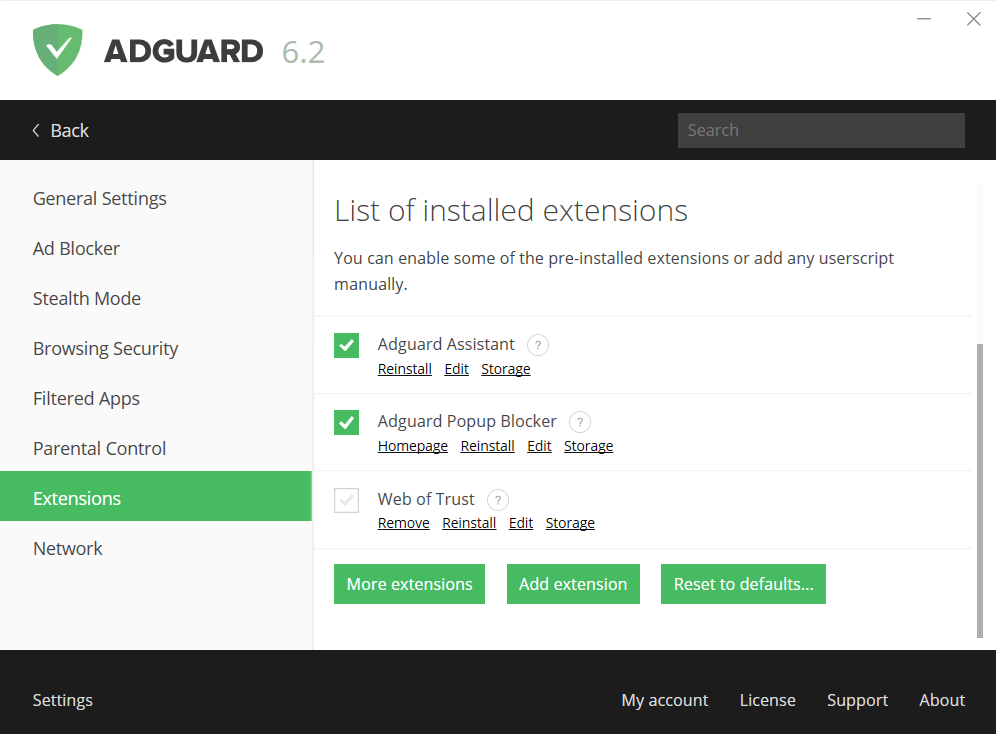 ADGUARD 6.2
Back
Search
General Settings
Ad Blocker
Stealth Mode
Browsing Security
Filtered Apps
Parental Control
Extensions
Network
List of installed extensions
You can enable some of the pre-installed extensions or add any userscript
manually.
Adguard Assistant ?
Reinstall Edit Storage
Adguard Popup Blocker ?
Homepage Reinstall Edit Storage
Web of Trust ?
Remove Reinstall Edit Storage
More extensions Add extension Reset to defaults...
Settings My account License Support About